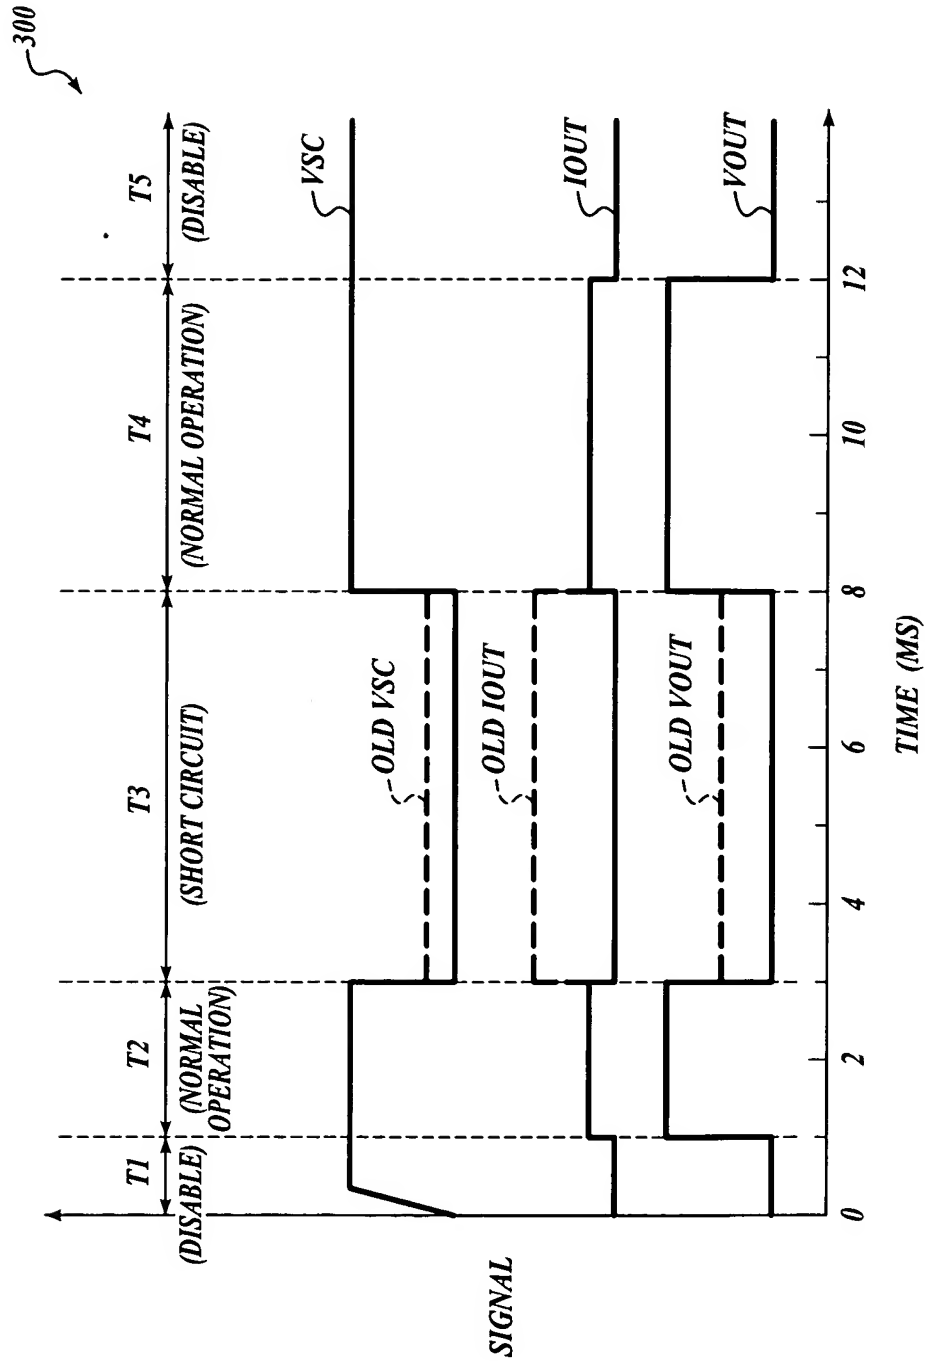 300
T1
T2
T3
T4
T5
(DISABLE)
(NORMAL
OPERATION)
(SHORT CIRCUIT)
(NORMAL OPERATION)
(DISABLE)
VSC
OLD VSC
IOUT
OLD IOUT
VOUT
OLD VOUT
SIGNAL
0
2
4
6
8
10
12
TIME (MS)